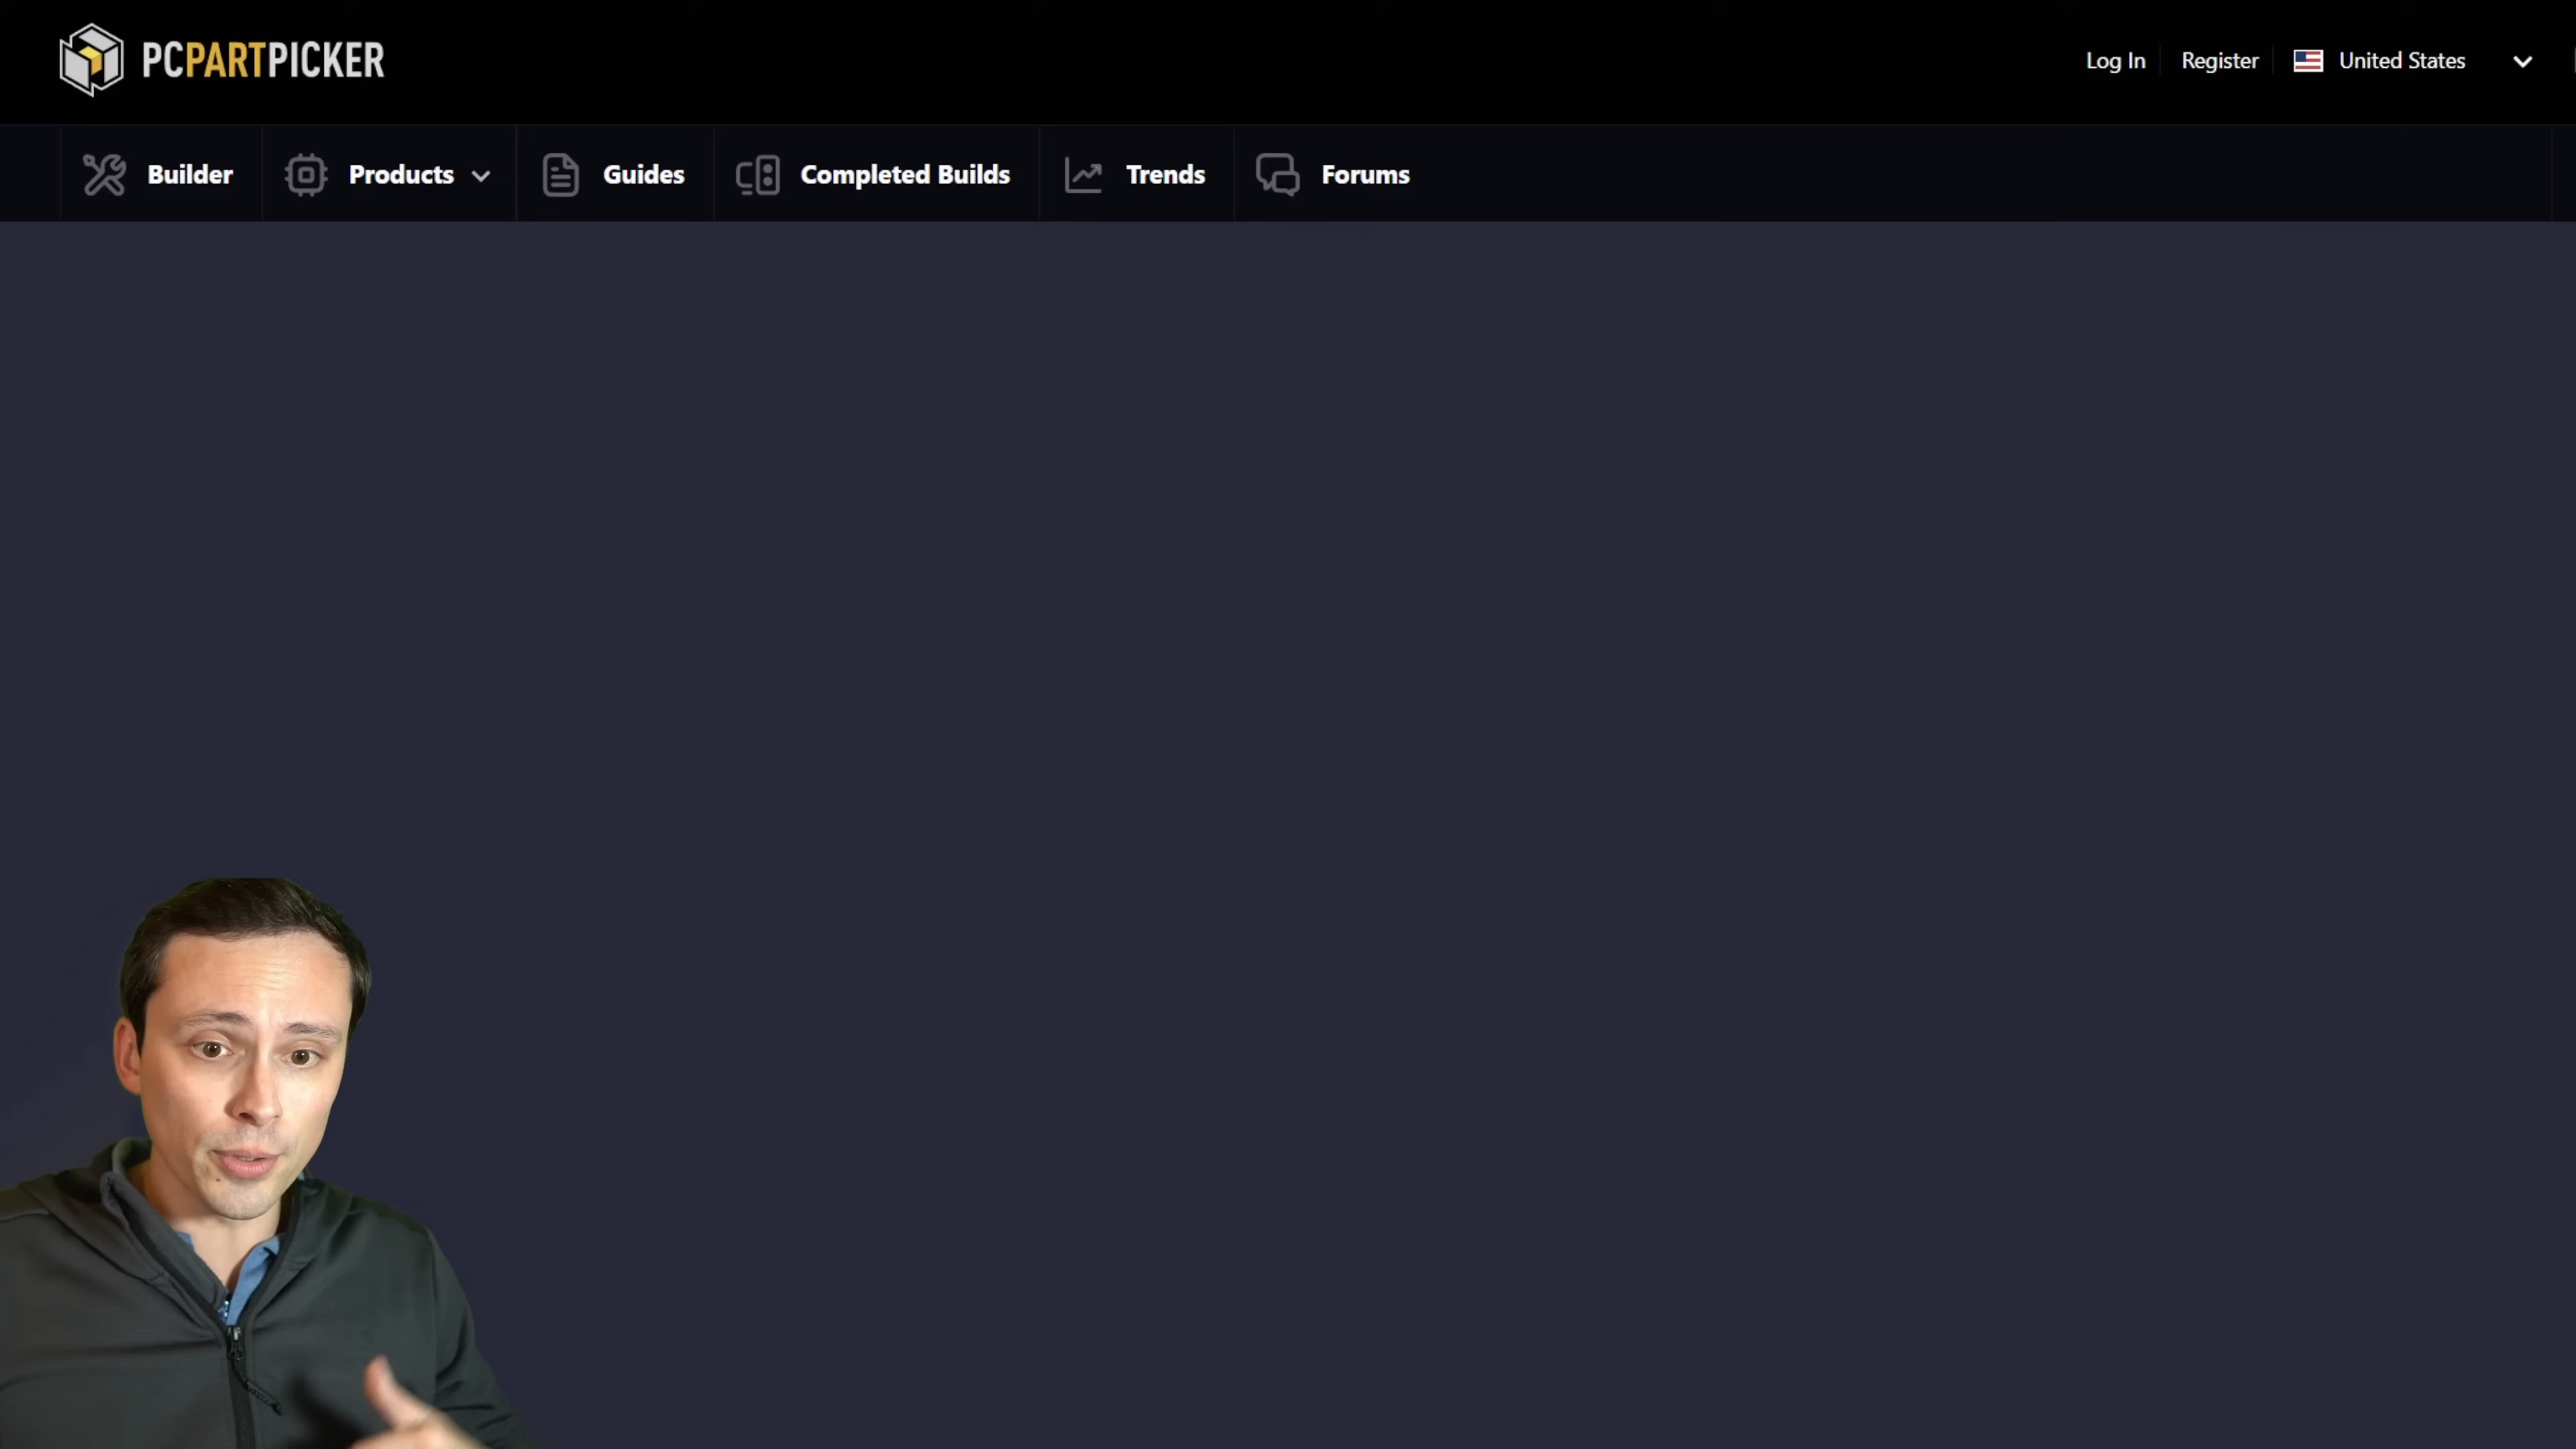 PCPARTPICKER
Log In Register United States
Builder Products Guides Completed Builds Trends Forums